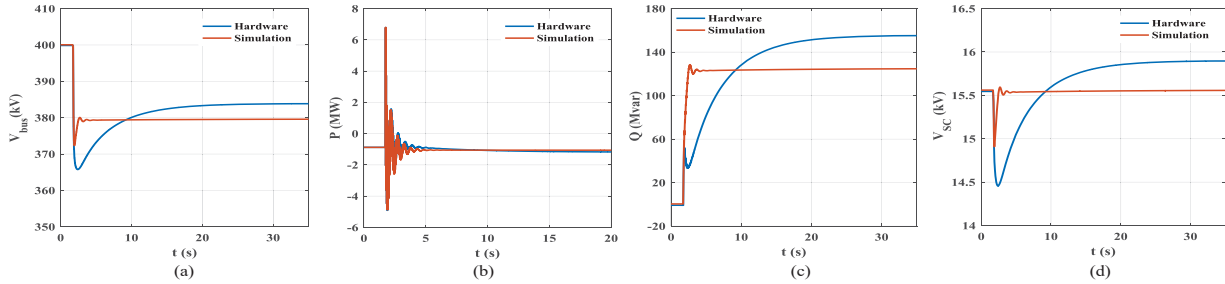 400
390
380
370
360
350
0
10
20
30
V_bus (kV)
t (s)
Hardware
Simulation
(a)
8
6
4
2
0
-2
-4
-6
0
5
10
15
20
P (MW)
t (s)
Hardware
Simulation
(b)
180
140
100
60
20
-20
0
10
20
30
Q (Mvar)
t (s)
Hardware
Simulation
(c)
16.5
16
15.5
15
14.5
14
0
10
20
30
V_SC (kV)
t (s)
Hardware
Simulation
(d)